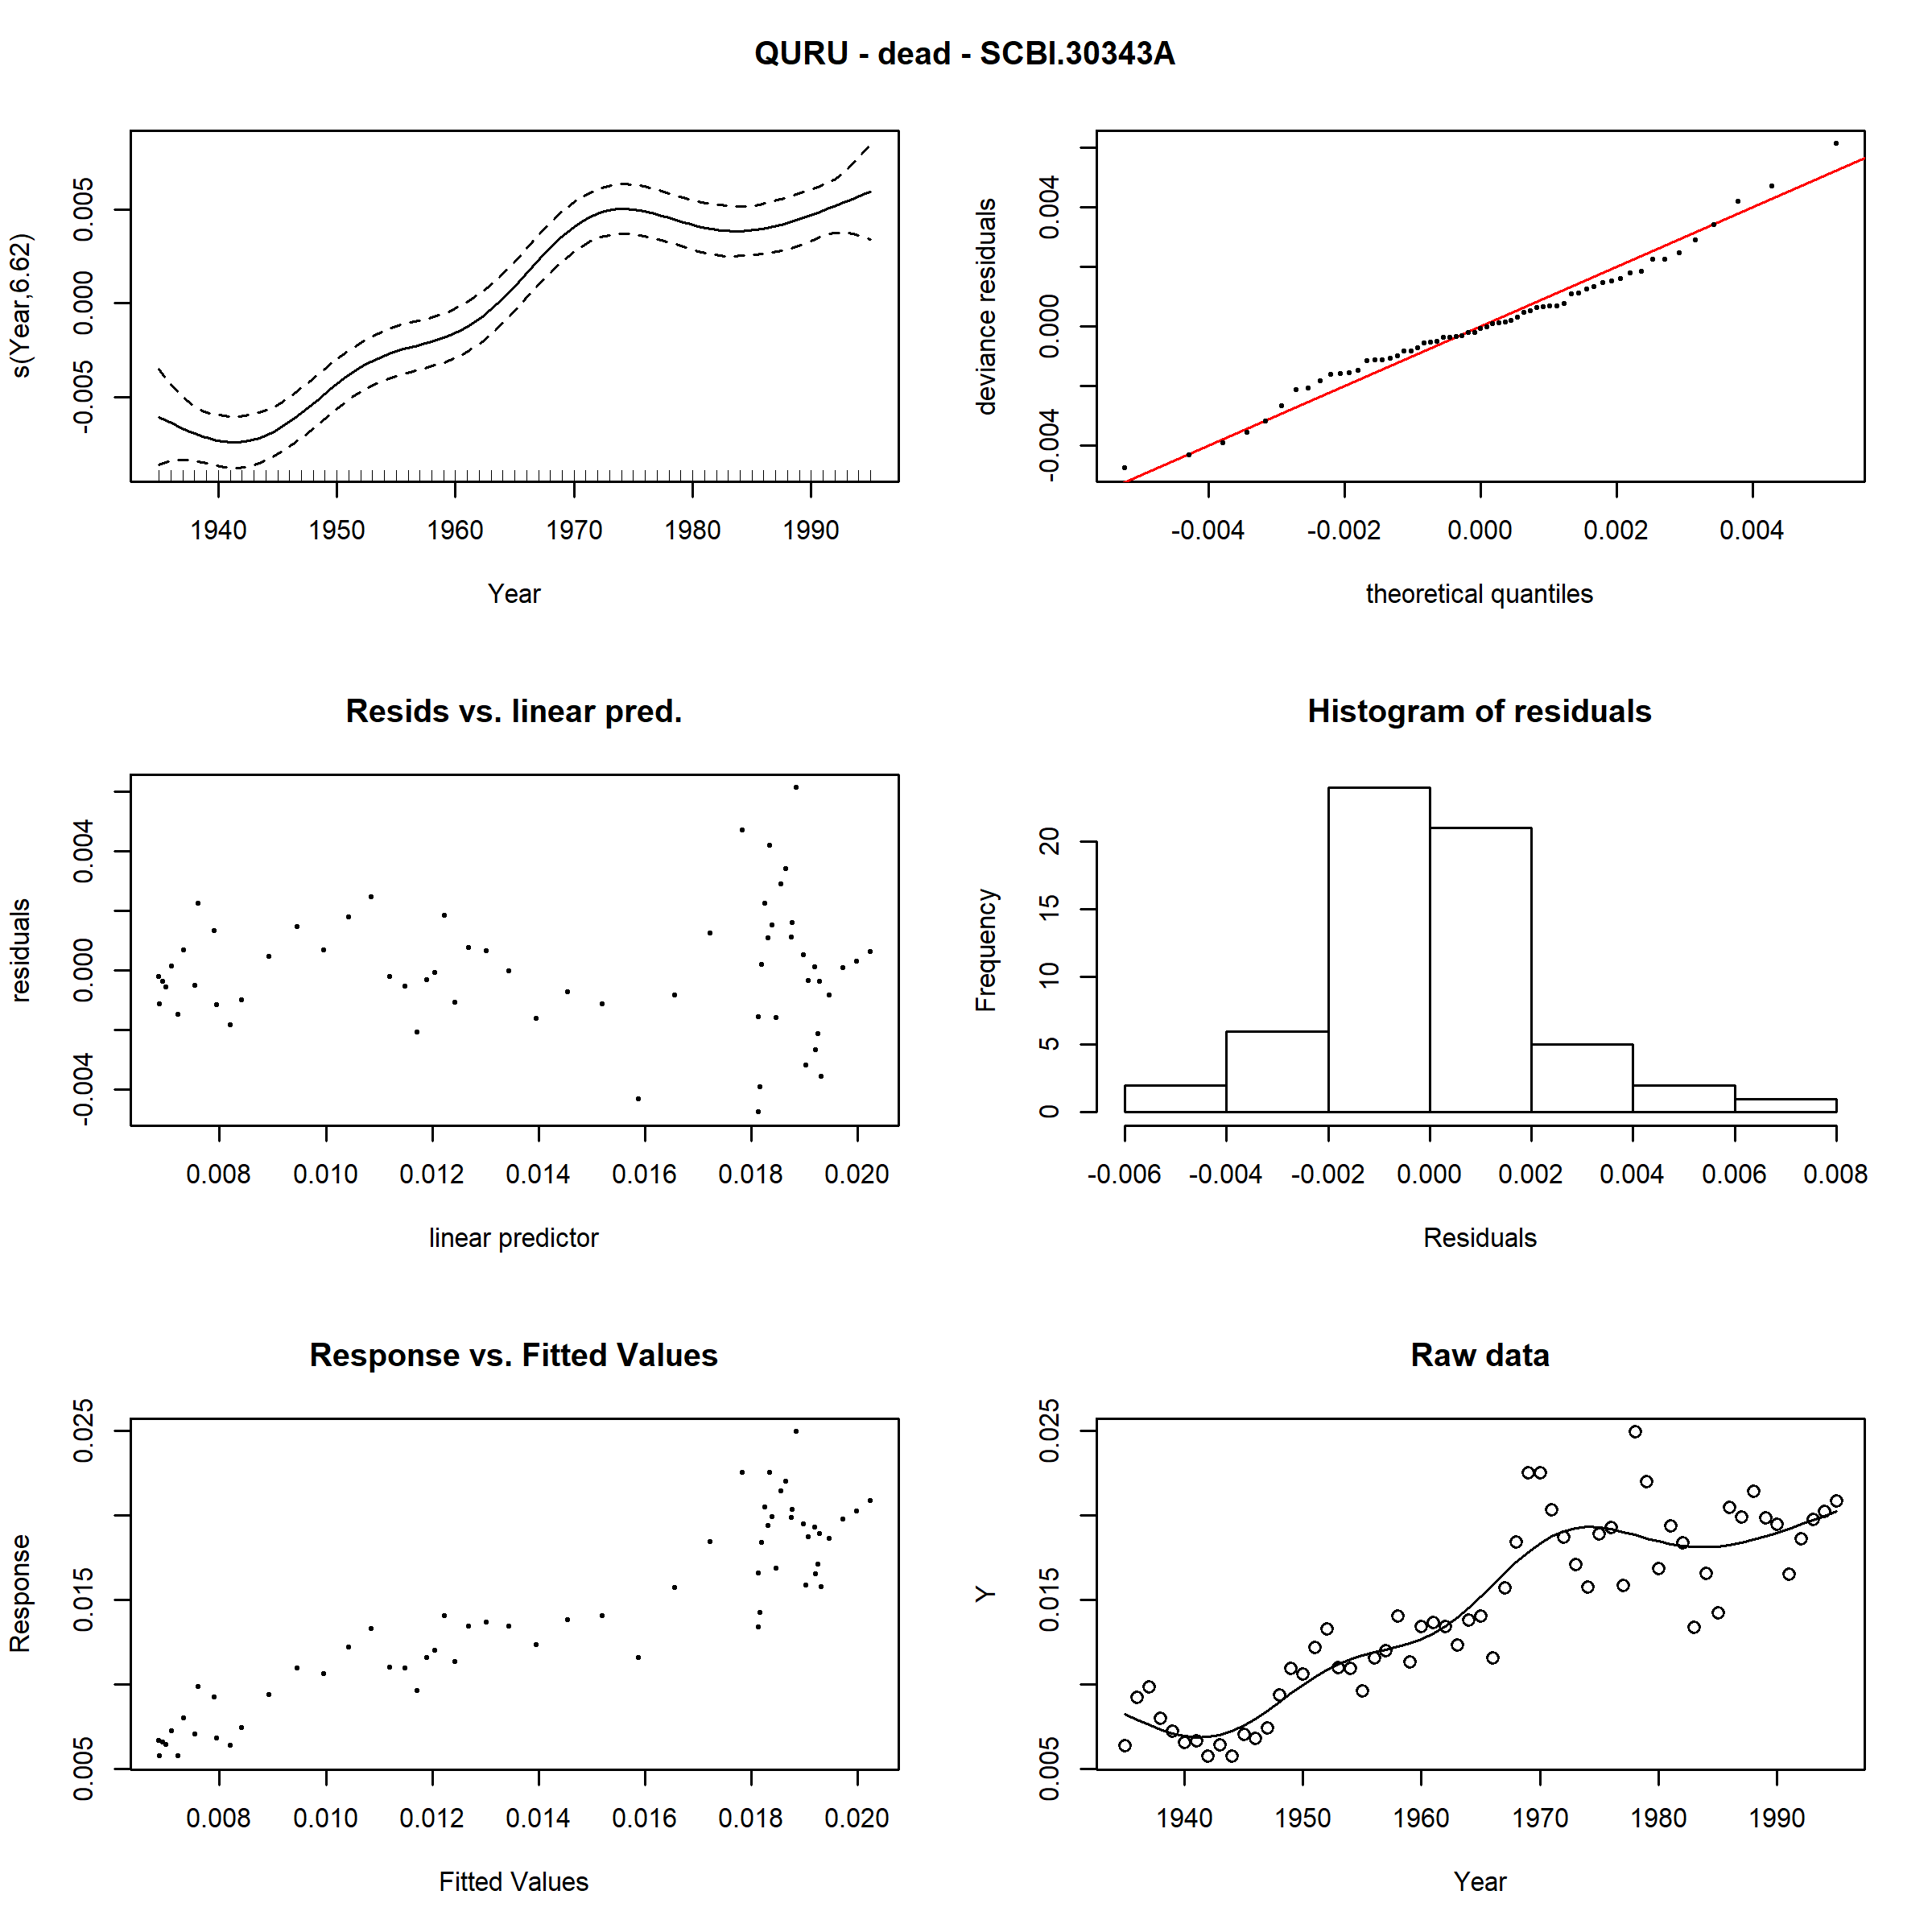 QURU - dead - SCBI.30343A
s(Year,6.62)
-0.005 0.000 0.005
1940 1950 1960 1970 1980 1990
Year
deviance residuals
-0.004 0.000 0.004
-0.004 -0.002 0.000 0.002 0.004
theoretical quantiles
Resids vs. linear pred.
residuals
-0.004 0.000 0.004
0.008 0.010 0.012 0.014 0.016 0.018 0.020
linear predictor
Histogram of residuals
Frequency
0 5 10 15 20
-0.006 -0.004 -0.002 0.000 0.002 0.004 0.006 0.008
Residuals
Response vs. Fitted Values
Response
0.005 0.015 0.025
0.008 0.010 0.012 0.014 0.016 0.018 0.020
Fitted Values
Raw data
Y
0.005 0.015 0.025
1940 1950 1960 1970 1980 1990
Year